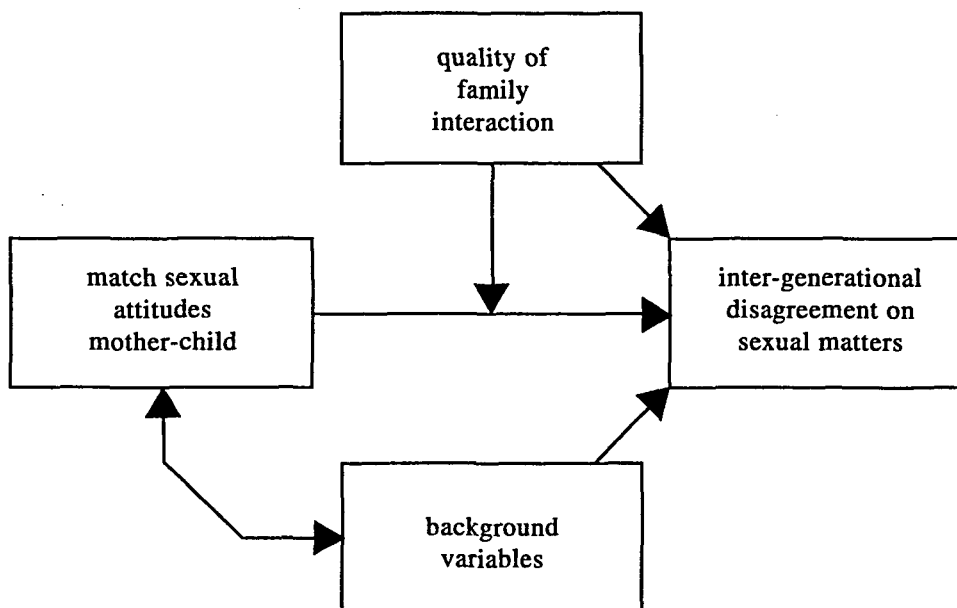 quality of
family
interaction
match sexual
attitudes
mother-child
inter-generational
disagreement on
sexual matters
background
variables